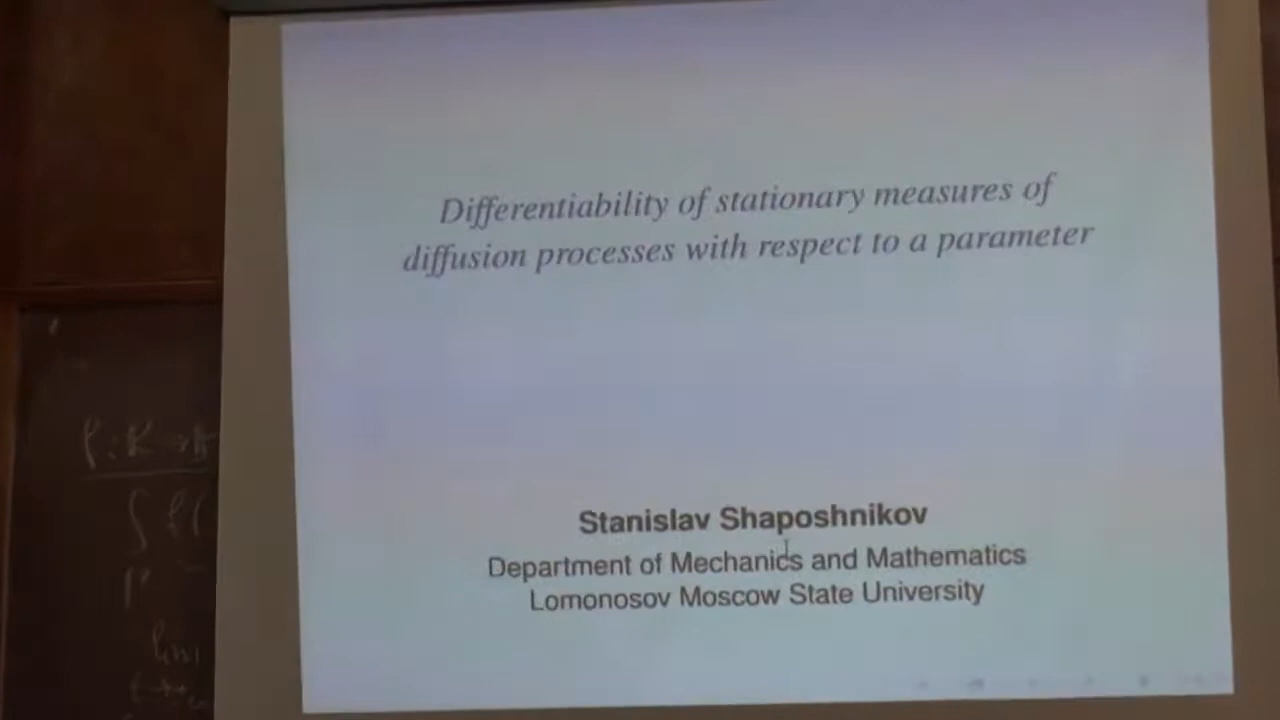 Differentiability of stationary measures of
diffusion processes with respect to a parameter
Stanislav Shaposhnikov
Department of Mechanics and Mathematics
Lomonosov Moscow State University